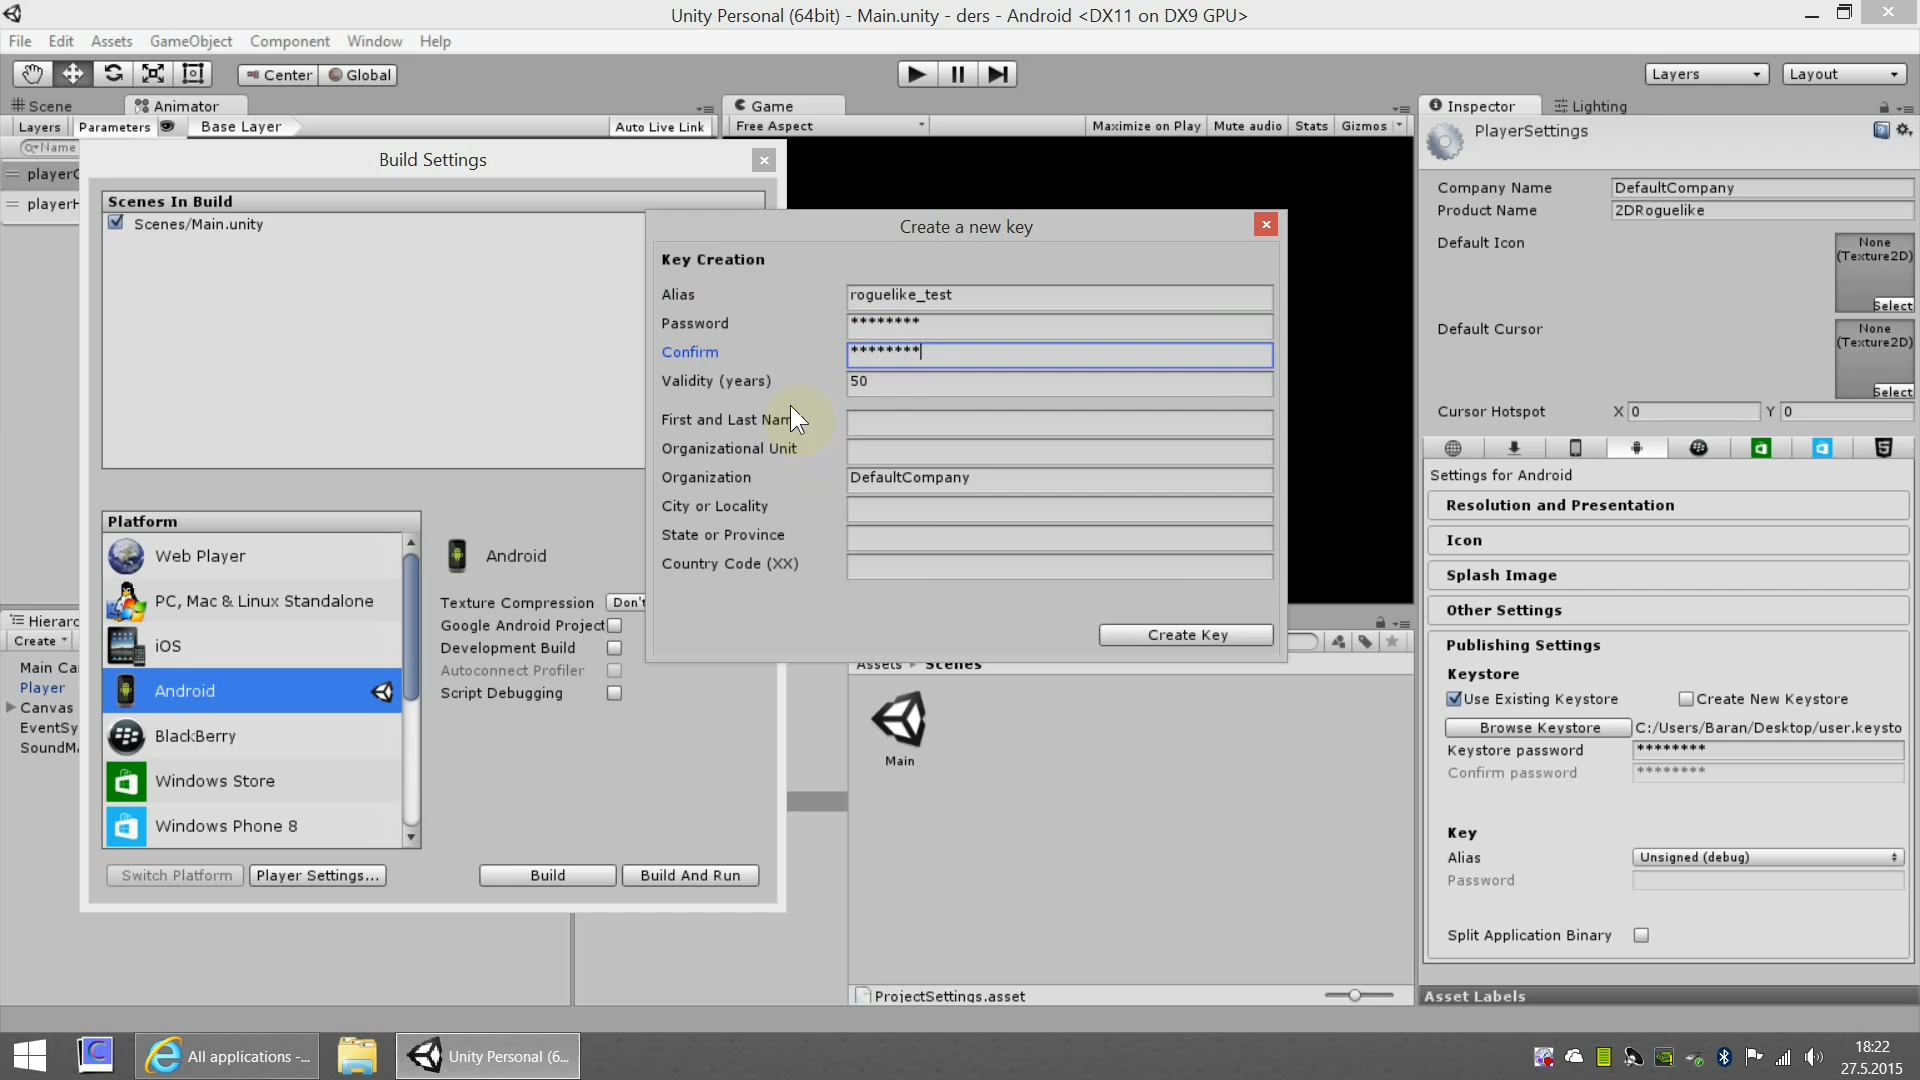 Unity Personal (64bit) - Main.unity - ders - Android <DX11 on DX9 GPU>
File Edit Assets GameObject Component Window Help
Center Global
Layers Layout
Scene Animator Game Inspector Lighting
Layers Parameters Base Layer Auto Live Link Free Aspect Maximize on Play Mute audio Stats Gizmos
Name
PlayerSettings
Build Settings
playerC
playerH
Company Name DefaultCompany
Product Name 2DRoguelike
Default Icon None
(Texture2D)
Select
Default Cursor None
(Texture2D)
Select
Cursor Hotspot X 0 Y 0
Scenes In Build
Scenes/Main.unity
Create a new key
Key Creation
Alias roguelike_test
Password ********
Confirm ********
Validity (years) 50
First and Last Nam
Organizational Unit
Organization DefaultCompany
City or Locality
State or Province
Country Code (XX)
Create Key
Platform
Web Player
PC, Mac & Linux Standalone
iOS
Android
BlackBerry
Windows Store
Windows Phone 8
Android
Texture Compression Don't
Google Android Project
Development Build
Autoconnect Profiler
Script Debugging
Switch Platform Player Settings... Build Build And Run
Hierarc
Create
Main Ca
Player
Canvas
EventSy
SoundMa
Assets Scenes
Main
ProjectSettings.asset
Settings for Android
Resolution and Presentation
Icon
Splash Image
Other Settings
Publishing Settings
Keystore
Use Existing Keystore Create New Keystore
Browse Keystore C:/Users/Baran/Desktop/user.keysto
Keystore password ********
Confirm password ********
Key
Alias Unsigned (debug)
Password
Split Application Binary
Asset Labels
All applications -...
Unity Personal (6...
18:22
27.5.2015